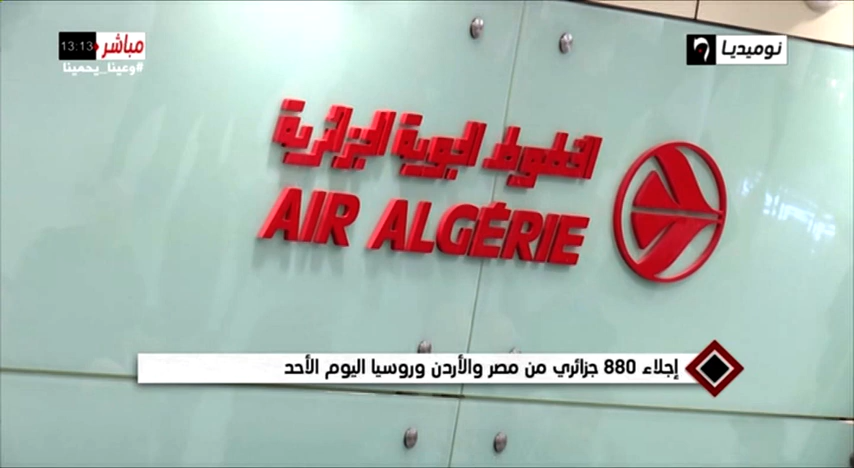 13:13 مباشر
#وعينا_يحمينا
نوميديا
الخطوط الجوية الجزائرية
AIR ALGÉRIE
إجلاء 880 جزائري من مصر والأردن وروسيا اليوم الأحد